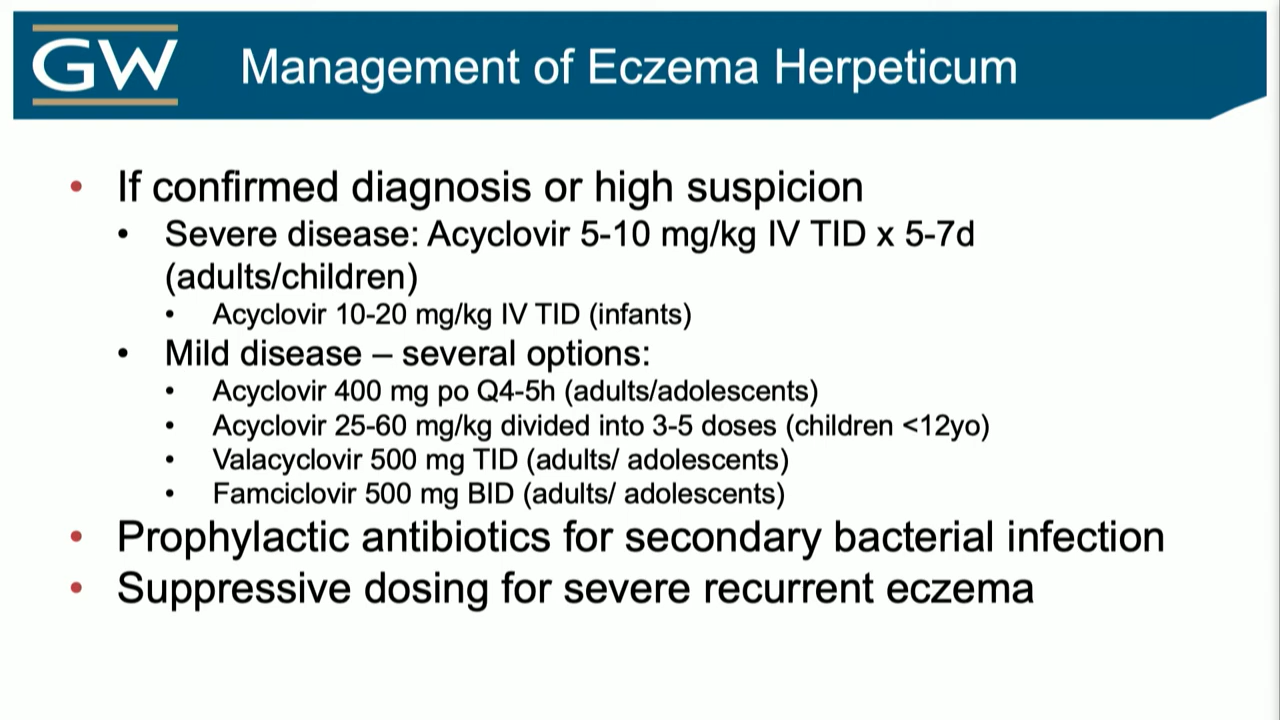 GW
Management of Eczema Herpeticum
• If confirmed diagnosis or high suspicion
• Severe disease: Acyclovir 5-10 mg/kg IV TID x 5-7d
(adults/children)
• Acyclovir 10-20 mg/kg IV TID (infants)
• Mild disease – several options:
• Acyclovir 400 mg po Q4-5h (adults/adolescents)
• Acyclovir 25-60 mg/kg divided into 3-5 doses (children <12yo)
• Valacyclovir 500 mg TID (adults/ adolescents)
• Famciclovir 500 mg BID (adults/ adolescents)
• Prophylactic antibiotics for secondary bacterial infection
• Suppressive dosing for severe recurrent eczema